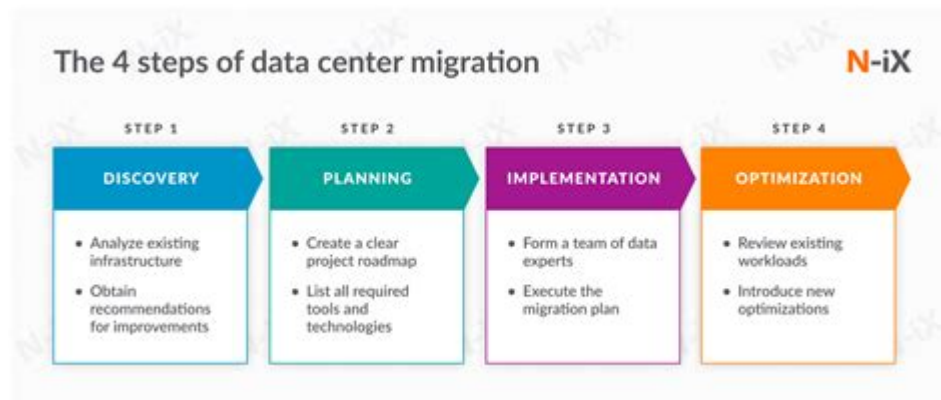 The 4 steps of data center migration
N-iX
STEP 1
DISCOVERY
• Analyze existing
infrastructure
• Obtain
recommendations
for improvements
STEP 2
PLANNING
• Create a clear
project roadmap
• List all required
tools and
technologies
STEP 3
IMPLEMENTATION
• Form a team of data
experts
• Execute the
migration plan
STEP 4
OPTIMIZATION
• Review existing
workloads
• Introduce new
optimizations